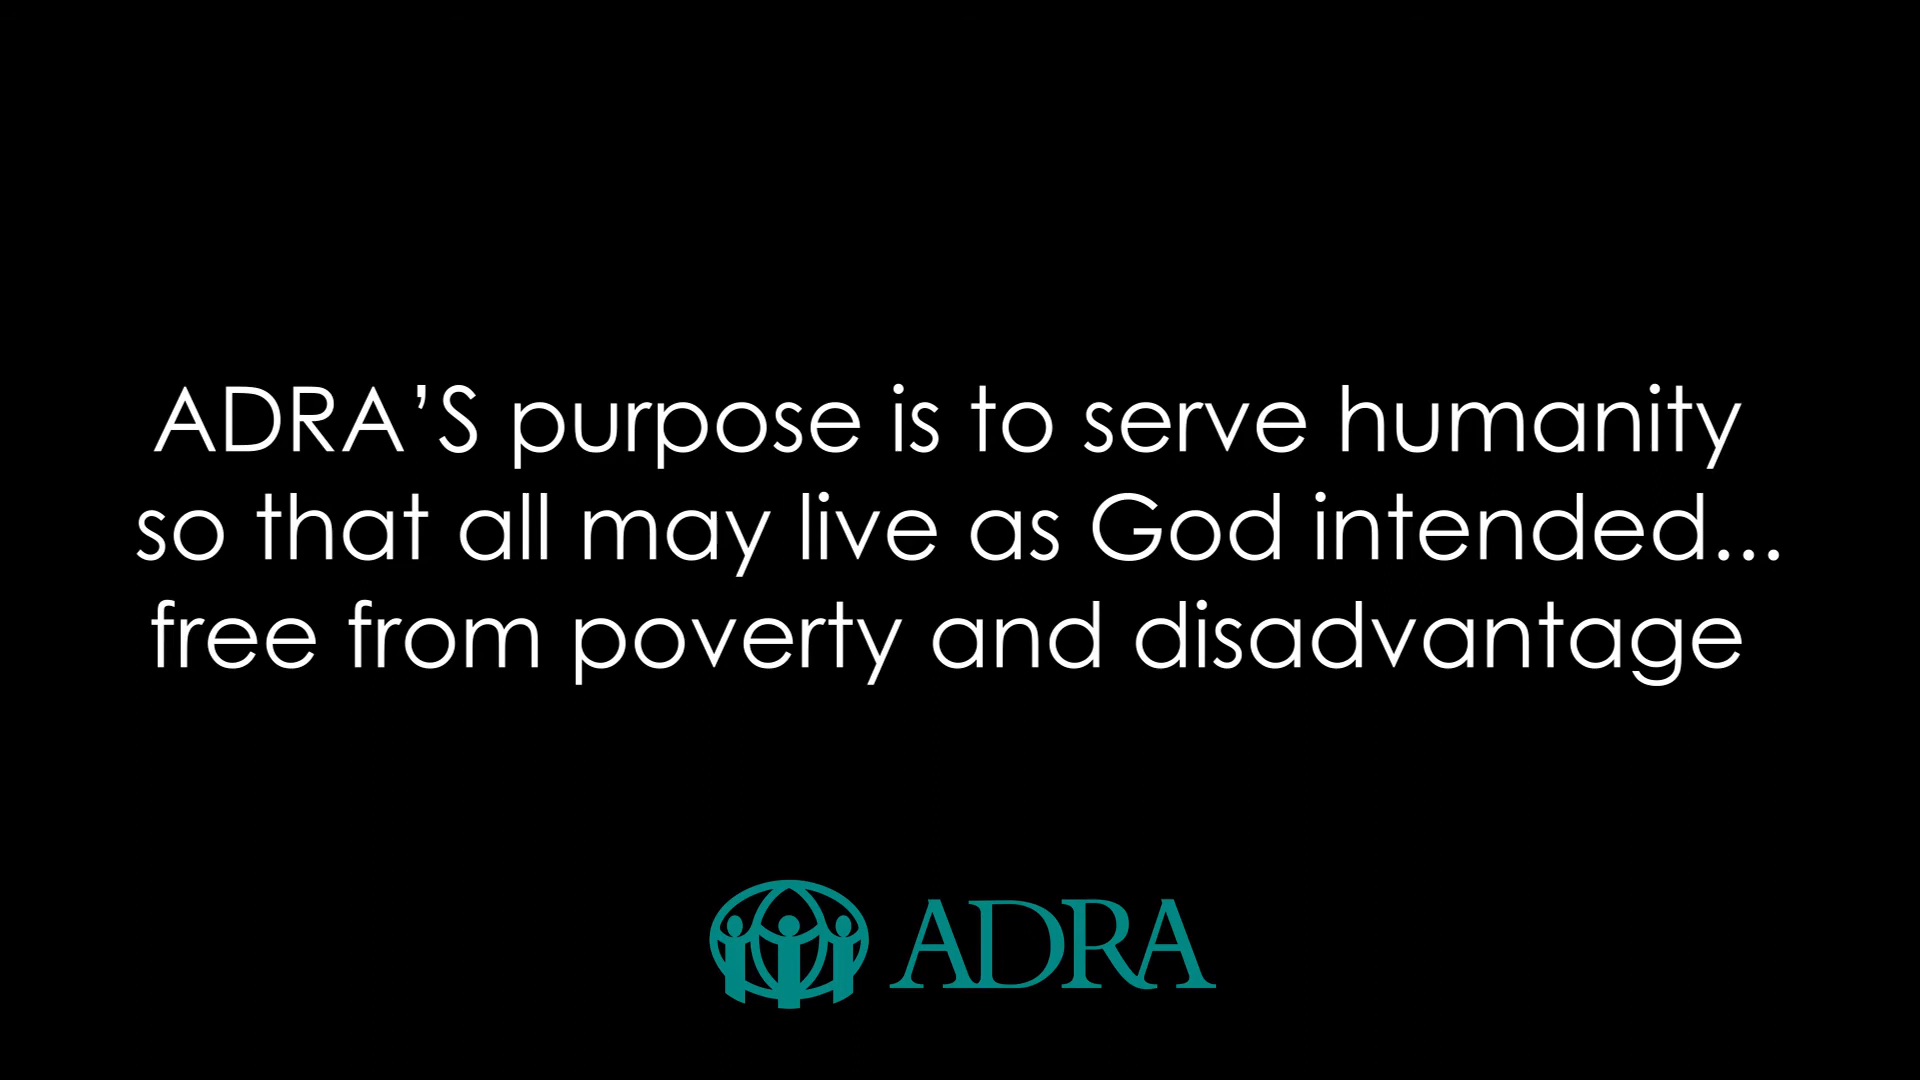 ADRA’S purpose is to serve humanity
so that all may live as God intended...
free from poverty and disadvantage
ADRA